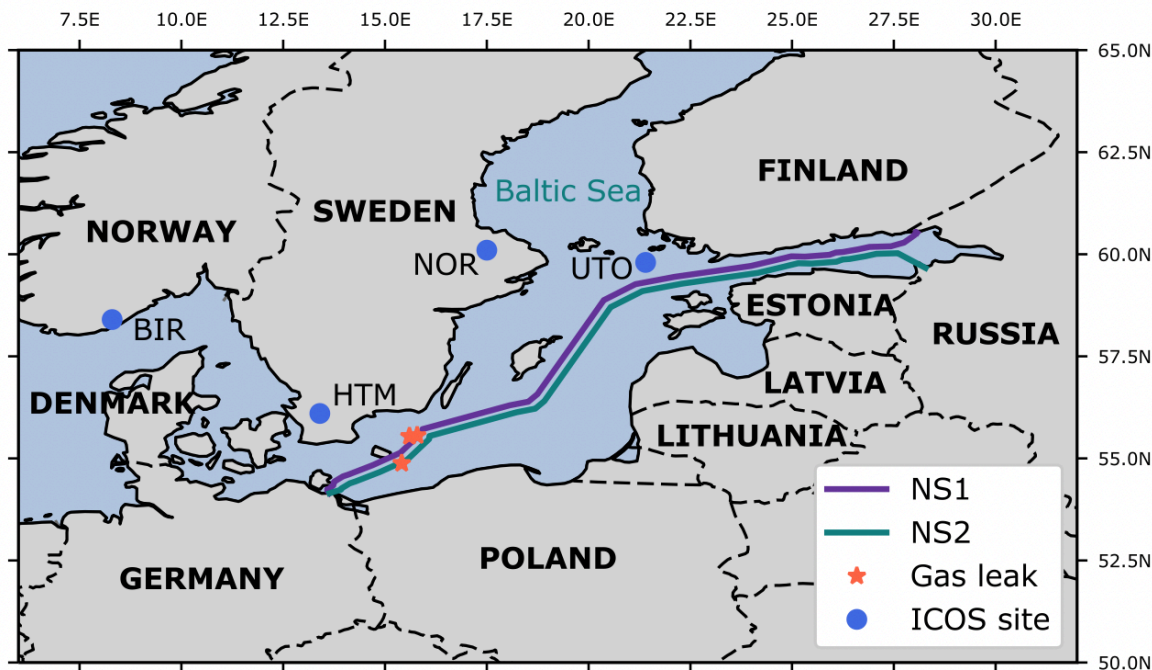 7.5E 10.0E 12.5E 15.0E 17.5E 20.0E 22.5E 25.0E 27.5E 30.0E
65.0N
62.5N
FINLAND
Baltic Sea
SWEDEN
NORWAY
60.0N
NOR
UTO
ESTONIA
BIR
RUSSIA
57.5N
LATVIA
HTM
DENMARK
LITHUANIA
55.0N
NS1
NS2
POLAND
52.5N
GERMANY
Gas leak
ICOS site
50.0N